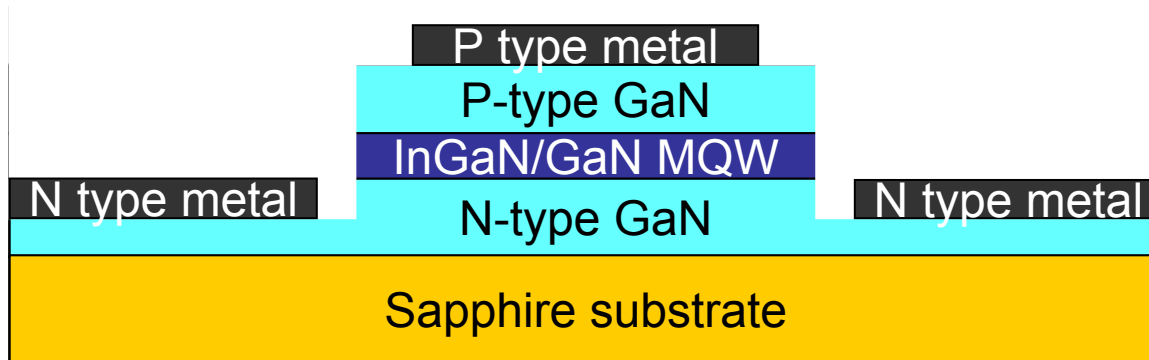 P type metal
P-type GaN
InGaN/GaN MQW
N type metal
N type metal
N-type GaN
Sapphire substrate